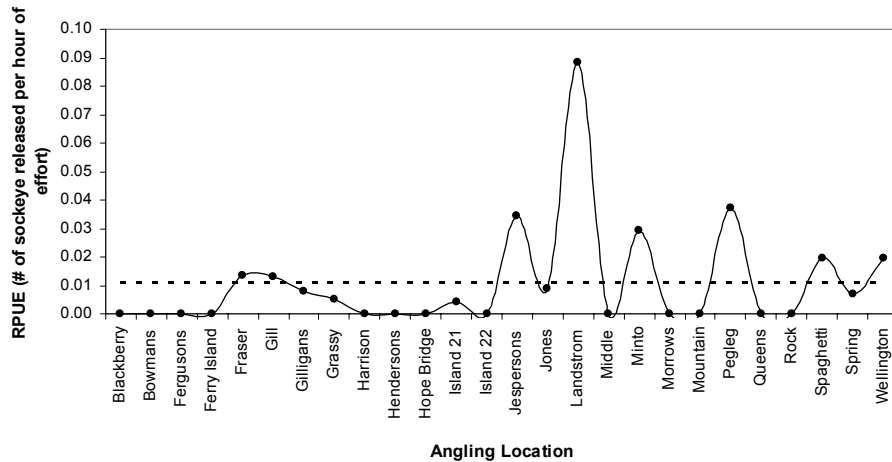 RPUE (# of sockeye released per hour of
effort)
0.10
0.09
0.08
0.07
0.06
0.05
0.04
0.03
0.02
0.01
0.00
Blackberry
Bowmans
Fergusons
Ferry Island
Fraser
Gill
Gilligans
Grassy
Harrison
Hendersons
Hope Bridge
Island 21
Island 22
Jespersons
Jones
Landstrom
Middle
Minto
Morrows
Mountain
Pegleg
Queens
Rock
Spaghetti
Spring
Wellington
Angling Location